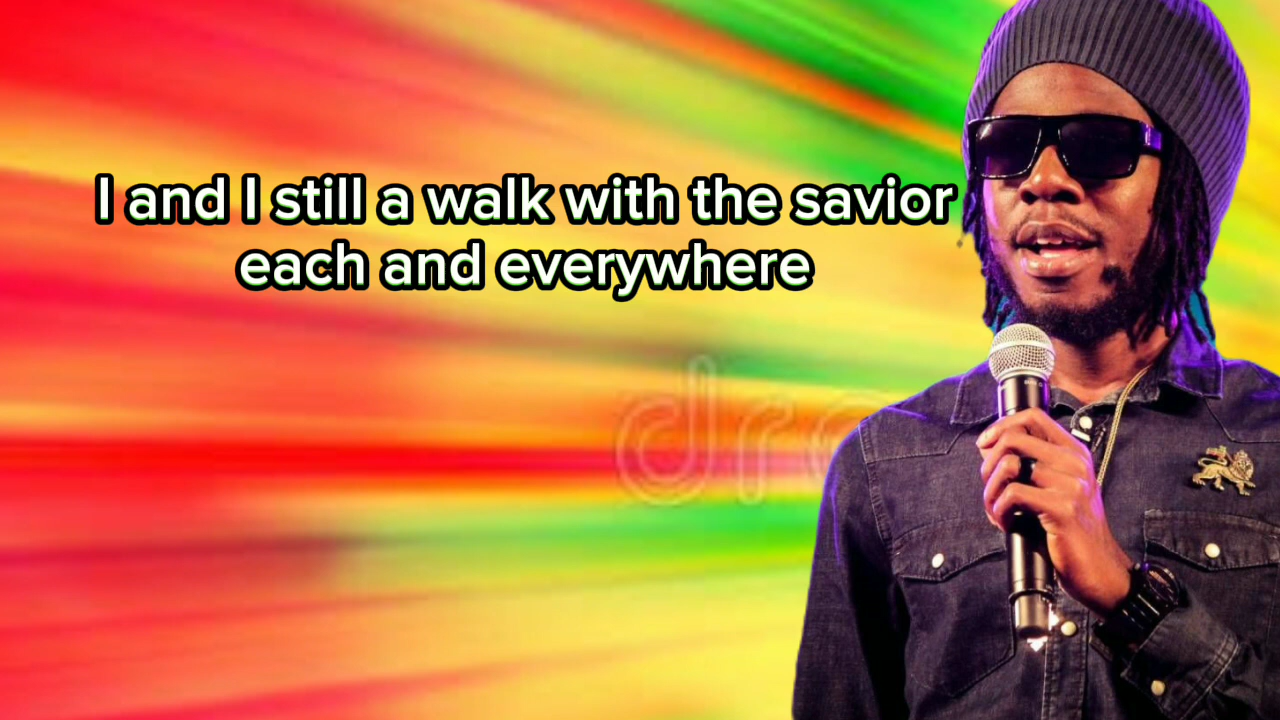 I and I still a walk with the savior
each and everywhere